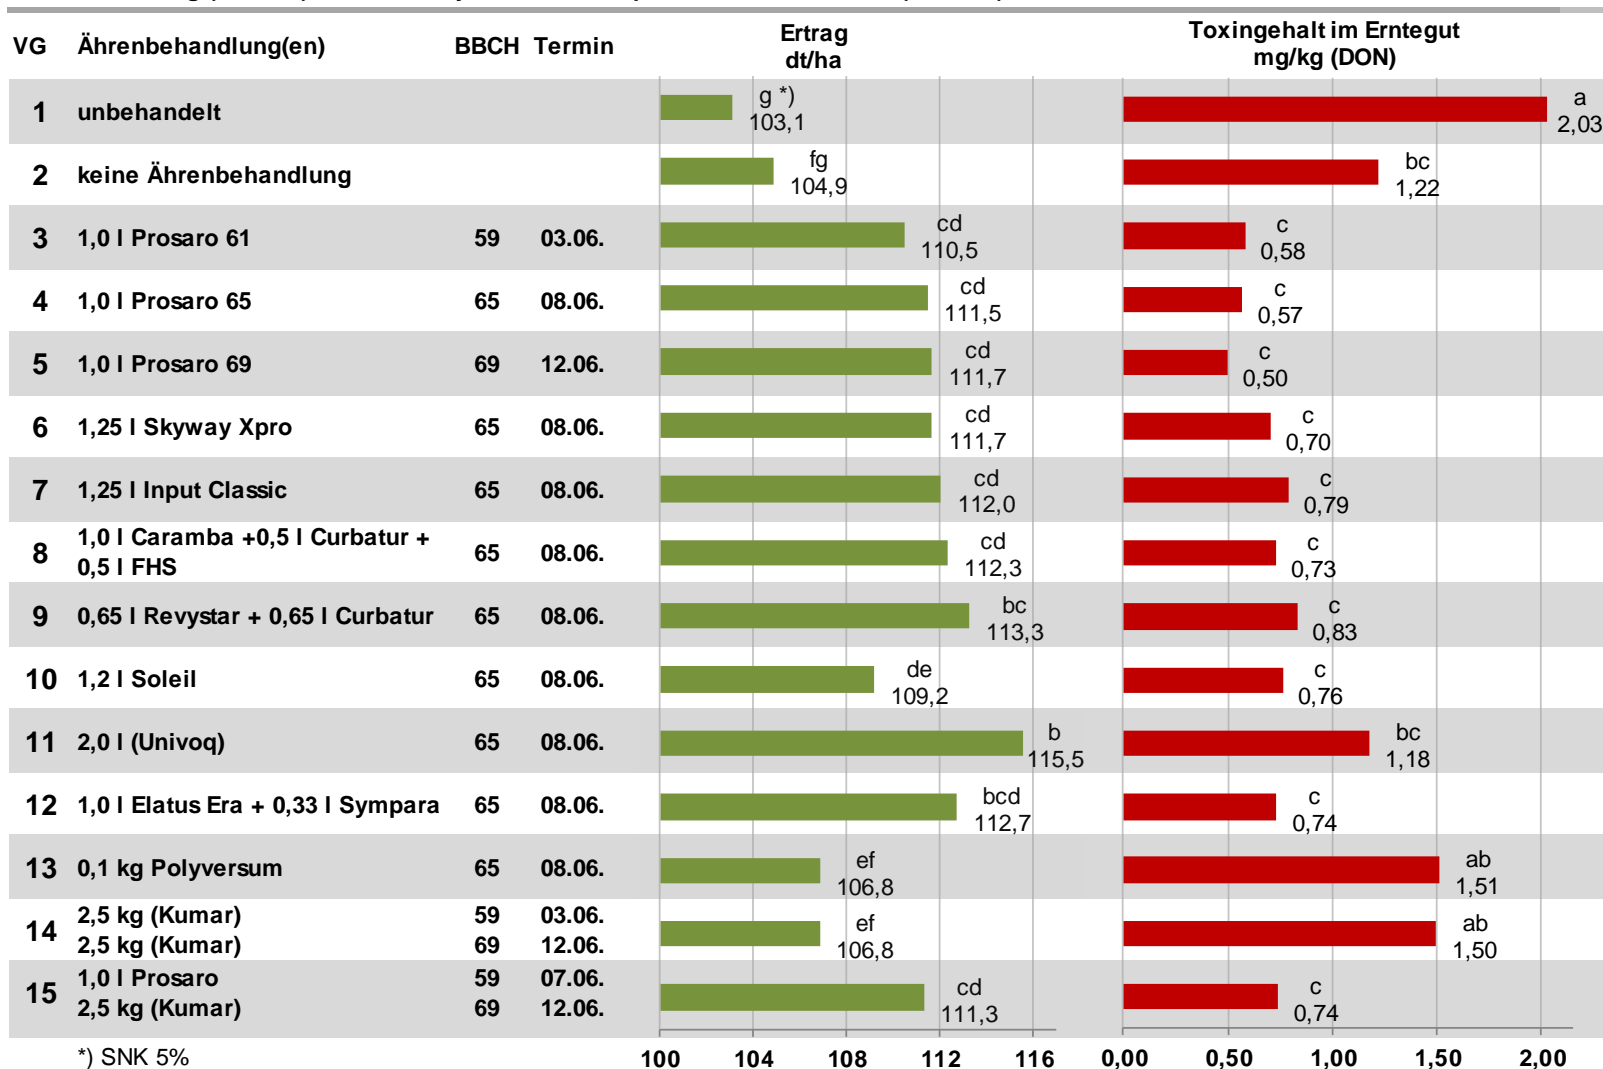 VG Ährenbehandlung(en) BBCH Termin Ertrag dt/ha Toxingehalt im Erntegut mg/kg (DON)
1 unbehandelt g *) 103,1 a 2,03
2 keine Ährenbehandlung fg 104,9 bc 1,22
3 1,0 l Prosaro 61 59 03.06. cd 110,5 c 0,58
4 1,0 l Prosaro 65 65 08.06. cd 111,5 c 0,57
5 1,0 l Prosaro 69 69 12.06. cd 111,7 c 0,50
6 1,25 l Skyway Xpro 65 08.06. cd 111,7 c 0,70
7 1,25 l Input Classic 65 08.06. cd 112,0 c 0,79
8 1,0 l Caramba +0,5 l Curbatur + 0,5 l FHS 65 08.06. cd 112,3 c 0,73
9 0,65 l Revystar + 0,65 l Curbatur 65 08.06. bc 113,3 c 0,83
10 1,2 l Soleil 65 08.06. de 109,2 c 0,76
11 2,0 l (Univoq) 65 08.06. b 115,5 bc 1,18
12 1,0 l Elatus Era + 0,33 l Sympara 65 08.06. bcd 112,7 c 0,74
13 0,1 kg Polyversum 65 08.06. ef 106,8 ab 1,51
14 2,5 kg (Kumar) 59 03.06. ef 106,8 ab 1,50
2,5 kg (Kumar) 69 12.06.
15 1,0 l Prosaro 59 07.06. cd 111,3 c 0,74
2,5 kg (Kumar) 69 12.06.
*) SNK 5% 100 104 108 112 116 0,00 0,50 1,00 1,50 2,00